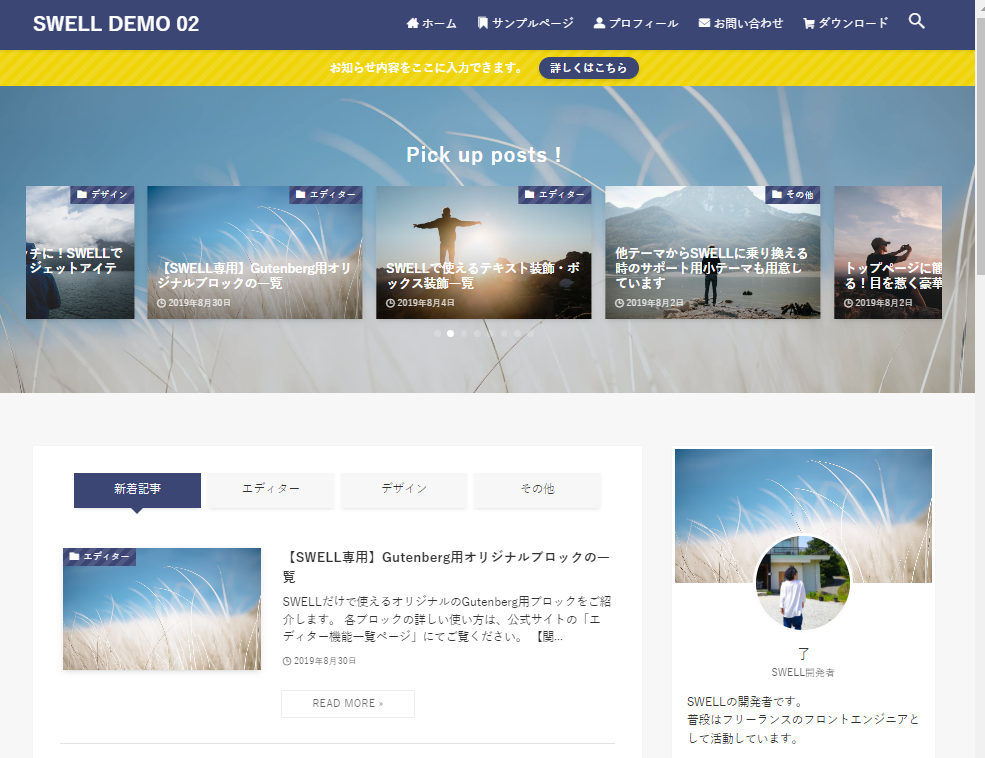 SWELL DEMO 02
ホーム
サンプルページ
プロフィール
お問い合わせ
ダウンロード
お知らせ内容をここに入力できます。
詳しくはこちら
Pick up posts !
デザイン
チに！SWELLで
ジェットアイテ
エディター
【SWELL専用】Gutenberg用オリ
ジナルブロックの一覧
2019年8月30日
エディター
SWELLで使えるテキスト装飾・ボ
ックス装飾一覧
2019年8月4日
その他
他テーマからSWELLに乗り換える
時のサポート用小テーマも用意し
ています
2019年8月2日
トップページに
る！目を惹く豪華
2019年8月2日
新着記事
エディター
デザイン
その他
エディター
【SWELL専用】Gutenberg用オリジナルブロックの一
覧
SWELLだけで使えるオリジナルのGutenberg用ブロックをご紹
介します。 各ブロックの詳しい使い方は、公式サイトの「エ
ディター機能一覧ページ」にてご覧ください。 【関...
2019年8月30日
READ MORE »
了
SWELL開発者
SWELLの開発者です。
普段はフリーランスのフロントエンジニアと
して活動しています。